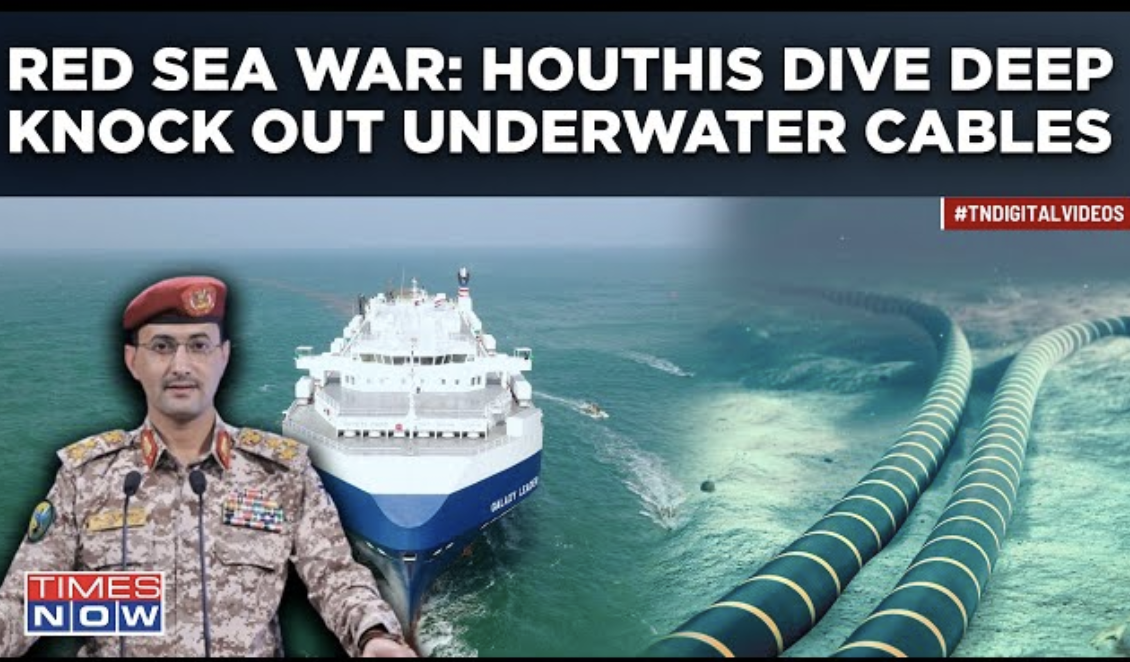 RED SEA WAR: HOUTHIS DIVE DEEP
KNOCK OUT UNDERWATER CABLES
#TNDIGITALVIDEOS
GALAXY LEADER
TIMES
NOW